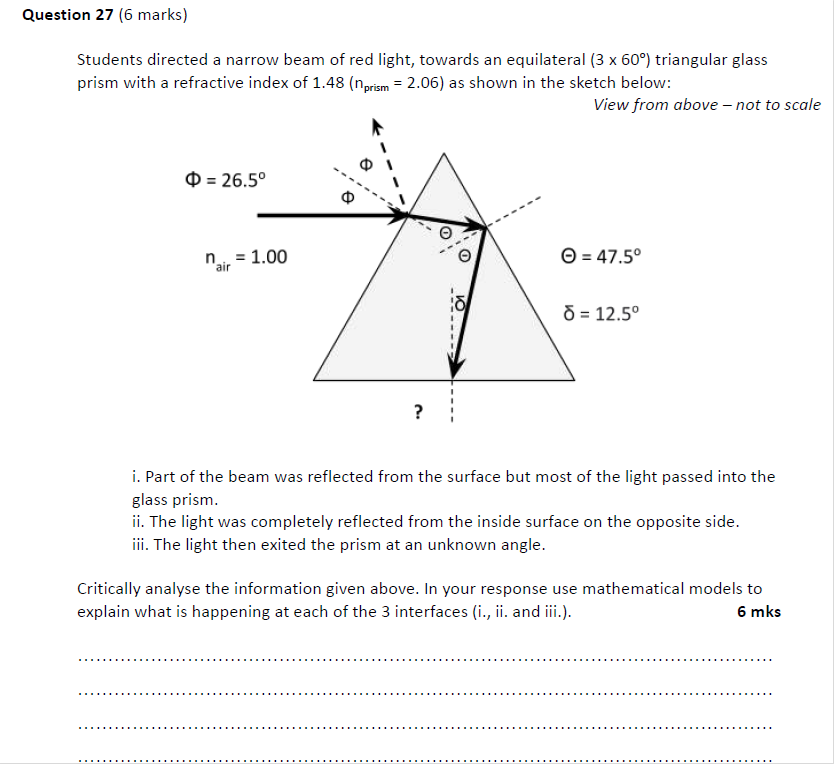 Question 27 (6 marks)
Students directed a narrow beam of red light, towards an equilateral (3 x 60°) triangular glass
prism with a refractive index of 1.48 (nprism = 2.06) as shown in the sketch below:
View from above – not to scale
Φ
Φ = 26.5°
Φ
Θ
nair = 1.00
Θ
Θ = 47.5°
δ
δ = 12.5°
?
i. Part of the beam was reflected from the surface but most of the light passed into the
glass prism.
ii. The light was completely reflected from the inside surface on the opposite side.
iii. The light then exited the prism at an unknown angle.
Critically analyse the information given above. In your response use mathematical models to
explain what is happening at each of the 3 interfaces (i., ii. and iii.). 6 mks